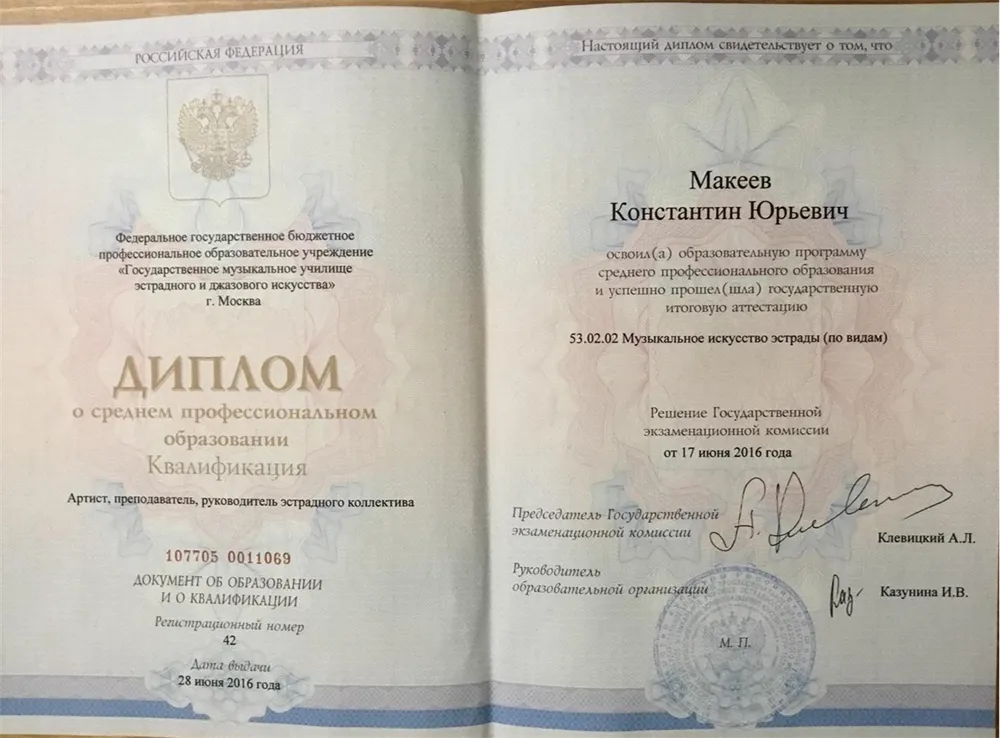 РОССИЙСКАЯ ФЕДЕРАЦИЯ
Федеральное государственное бюджетное
профессиональное образовательное учреждение
«Государственное музыкальное училище
эстрадного и джазового искусства»
г. Москва
ДИПЛОМ
о среднем профессиональном
образовании
Квалификация
Артист, преподаватель, руководитель эстрадного коллектива
107705 0011069
ДОКУМЕНТ ОБ ОБРАЗОВАНИИ
И О КВАЛИФИКАЦИИ
Регистрационный номер
42
Дата выдачи
28 июня 2016 года
Настоящий диплом свидетельствует о том, что
Макеев
Константин Юрьевич
освоил(а) образовательную программу
среднего профессионального образования
и успешно прошел(шла) государственную
итоговую аттестацию
53.02.02 Музыкальное искусство эстрады (по видам)
Решение Государственной
экзаменационной комиссии
от 17 июня 2016 года
Председатель Государственной
экзаменационной комиссии
Клевицкий А.Л.
Руководитель
образовательной организации
Казунина И.В.
М. П.